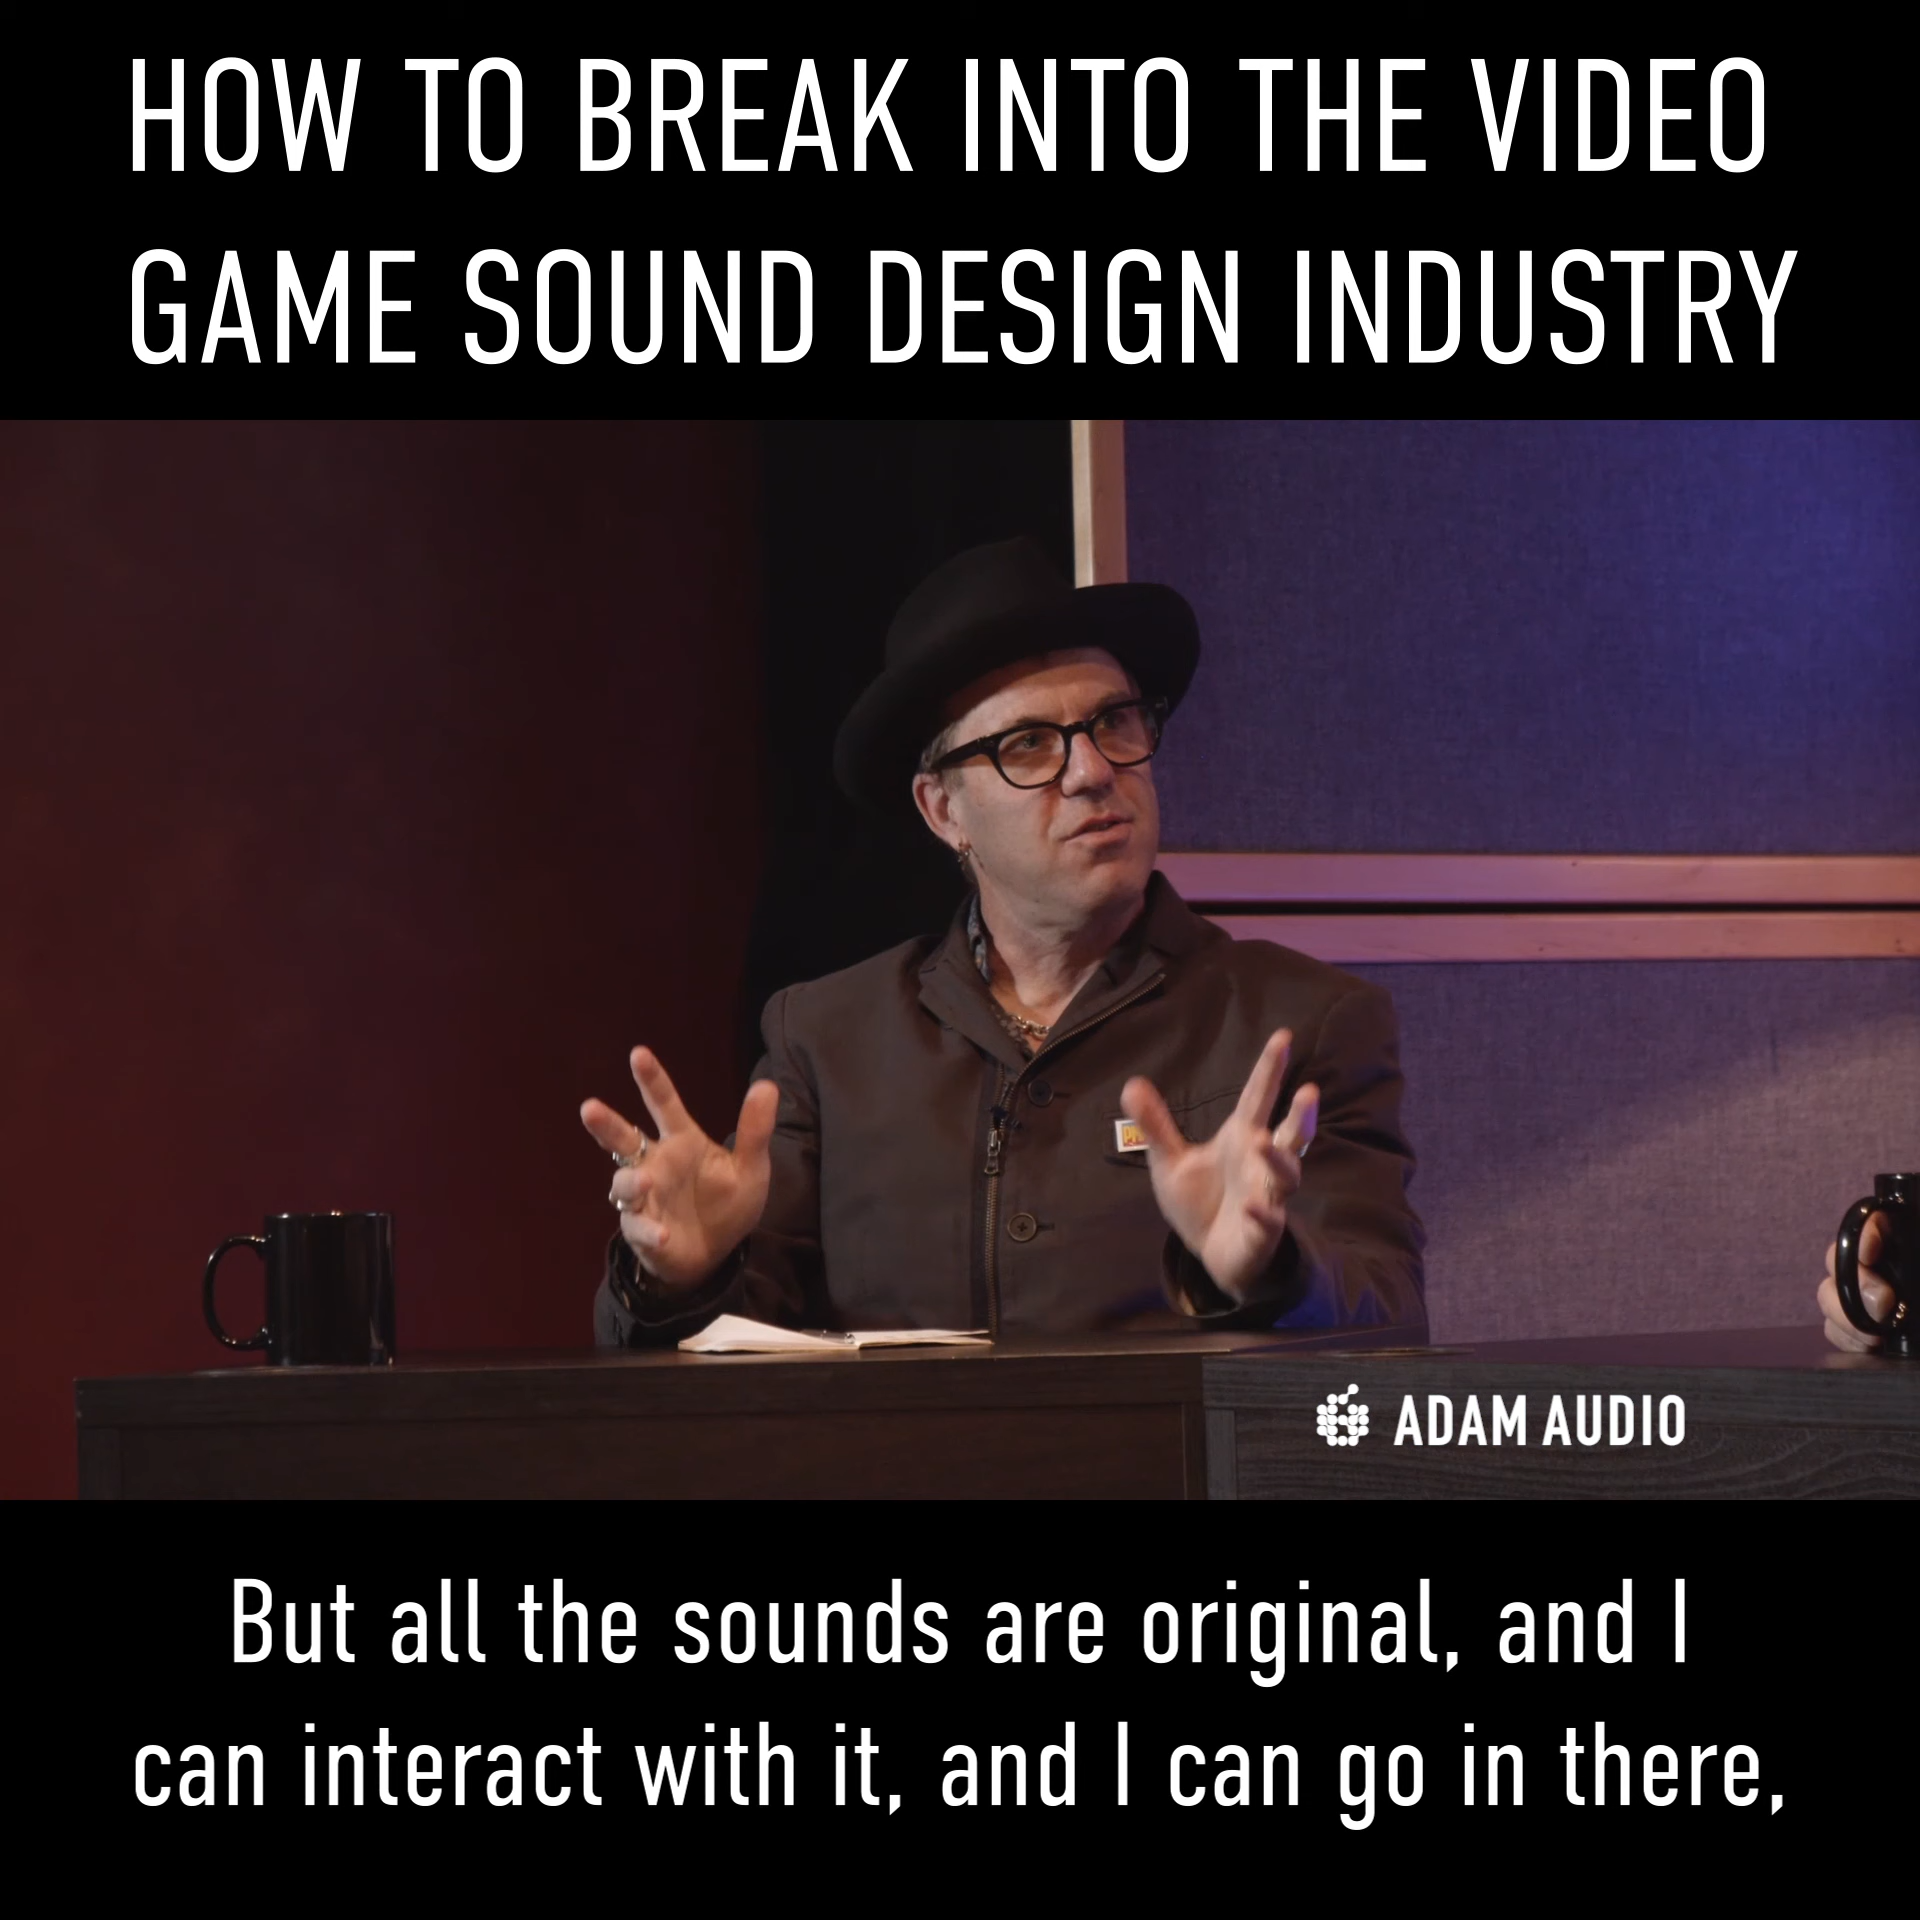 HOW TO BREAK INTO THE VIDEO
GAME SOUND DESIGN INDUSTRY
ADAM AUDIO
But all the sounds are original, and I
can interact with it, and I can go in there,